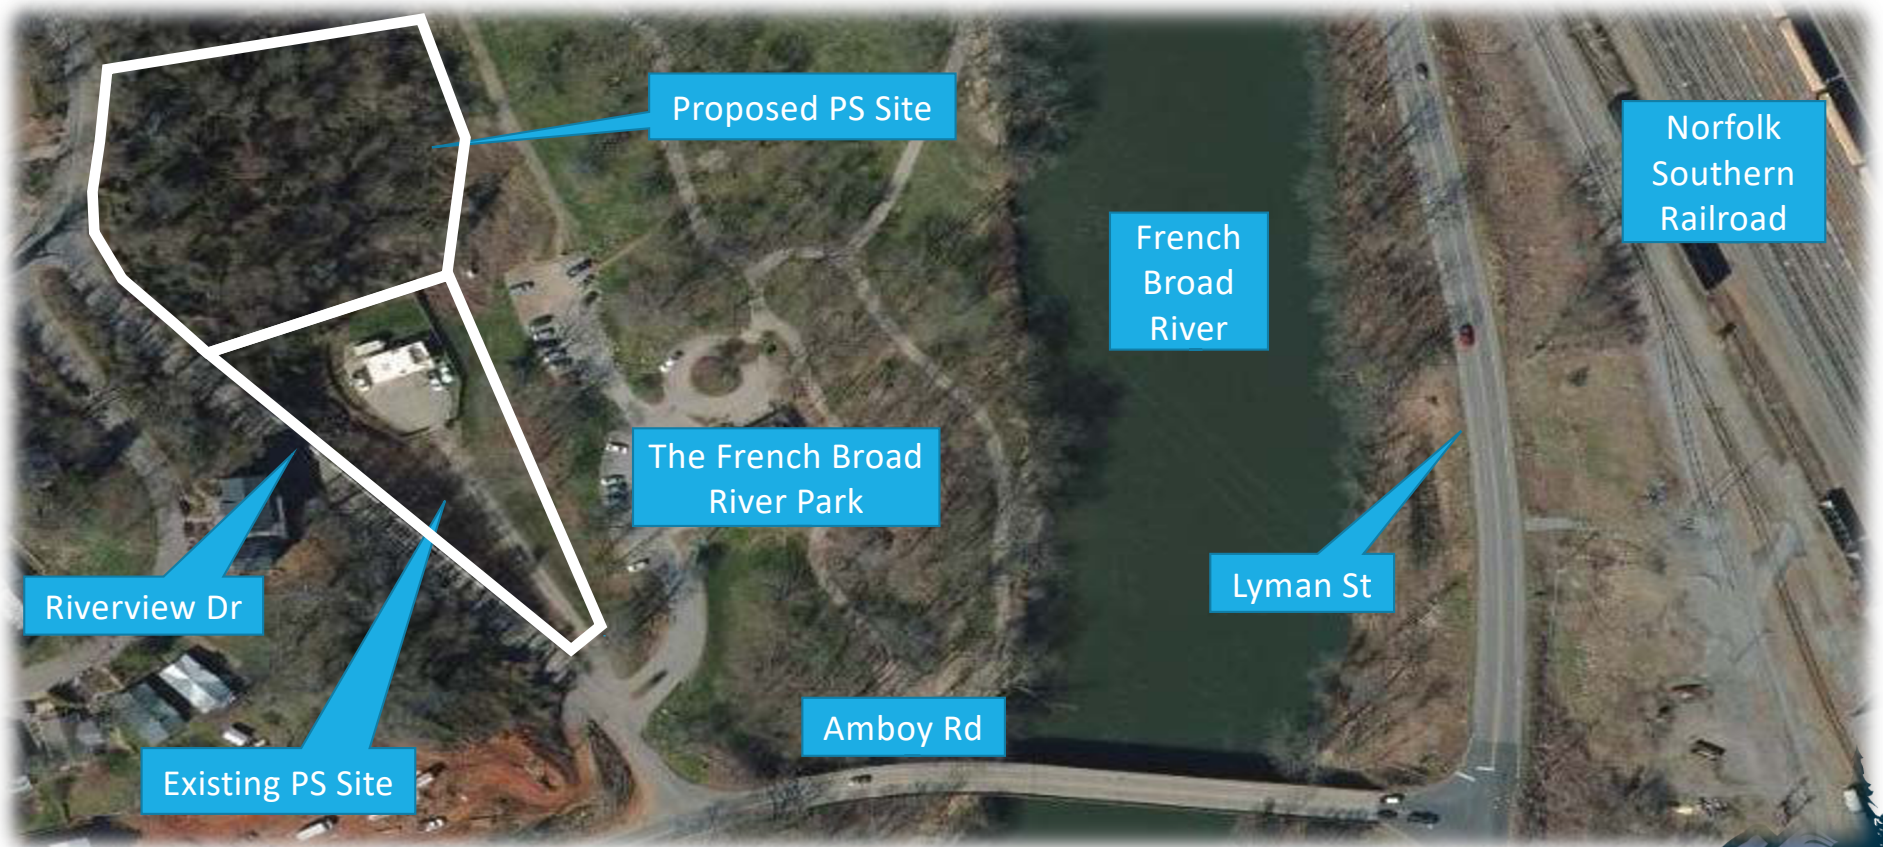 Proposed PS Site
Norfolk
Southern
Railroad
French
Broad
River
The French Broad
River Park
Lyman St
Riverview Dr
Amboy Rd
Existing PS Site